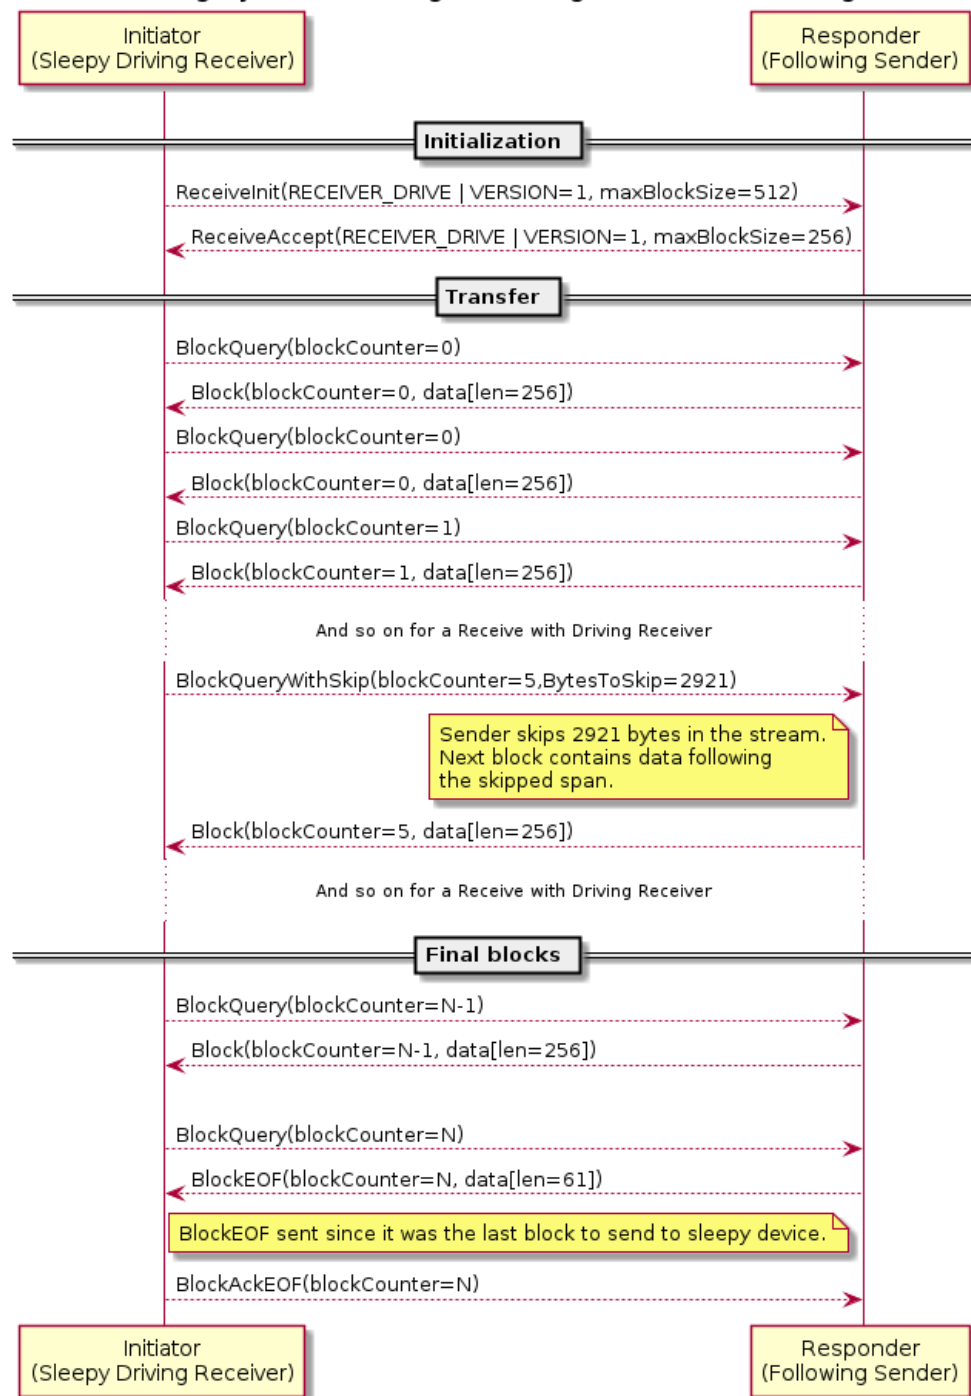 Initiator
(Sleepy Driving Receiver)
Responder
(Following Sender)
Initialization
ReceiveInit(RECEIVER_DRIVE | VERSION=1, maxBlockSize=512)
ReceiveAccept(RECEIVER_DRIVE | VERSION=1, maxBlockSize=256)
Transfer
BlockQuery(blockCounter=0)
Block(blockCounter=0, data[len=256])
BlockQuery(blockCounter=0)
Block(blockCounter=0, data[len=256])
BlockQuery(blockCounter=1)
Block(blockCounter=1, data[len=256])
And so on for a Receive with Driving Receiver
BlockQueryWithSkip(blockCounter=5,BytesToSkip=2921)
Sender skips 2921 bytes in the stream.
Next block contains data following
the skipped span.
Block(blockCounter=5, data[len=256])
And so on for a Receive with Driving Receiver
Final blocks
BlockQuery(blockCounter=N-1)
Block(blockCounter=N-1, data[len=256])
BlockQuery(blockCounter=N)
BlockEOF(blockCounter=N, data[len=61])
BlockEOF sent since it was the last block to send to sleepy device.
BlockAckEOF(blockCounter=N)
Initiator
(Sleepy Driving Receiver)
Responder
(Following Sender)